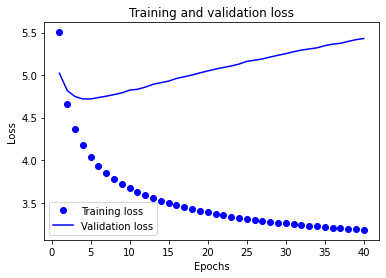 Training and validation loss
5.5
5.0
4.5
4.0
3.5
Loss
Training loss
Validation loss
0 5 10 15 20 25 30 35 40
Epochs